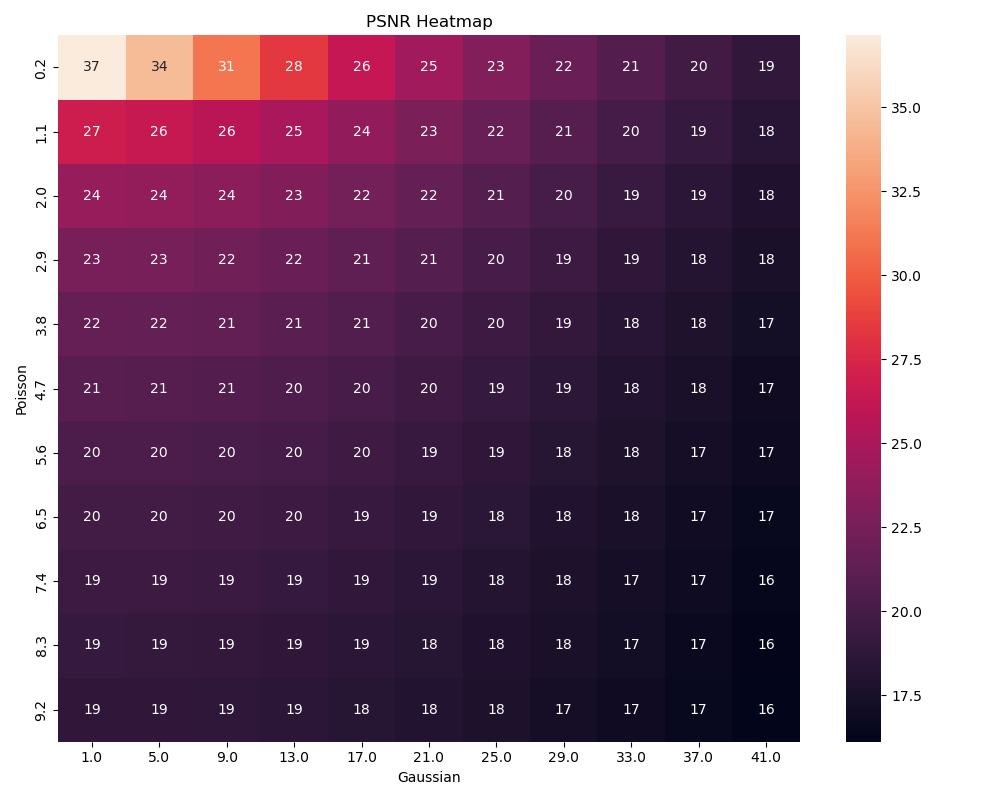 PSNR Heatmap
0.2 37 34 31 28 26 25 23 22 21 20 19
1.1 27 26 26 25 24 23 22 21 20 19 18
2.0 24 24 24 23 22 22 21 20 19 19 18
2.9 23 23 22 22 21 21 20 19 19 18 18
3.8 22 22 21 21 21 20 20 19 18 18 17
4.7 21 21 21 20 20 20 19 19 18 18 17
5.6 20 20 20 20 20 19 19 18 18 17 17
6.5 20 20 20 20 19 19 18 18 18 17 17
7.4 19 19 19 19 19 19 18 18 17 17 16
8.3 19 19 19 19 19 18 18 18 17 17 16
9.2 19 19 19 19 18 18 18 17 17 17 16
1.0 5.0 9.0 13.0 17.0 21.0 25.0 29.0 33.0 37.0 41.0
Gaussian
Poisson
35.0
32.5
30.0
27.5
25.0
22.5
20.0
17.5